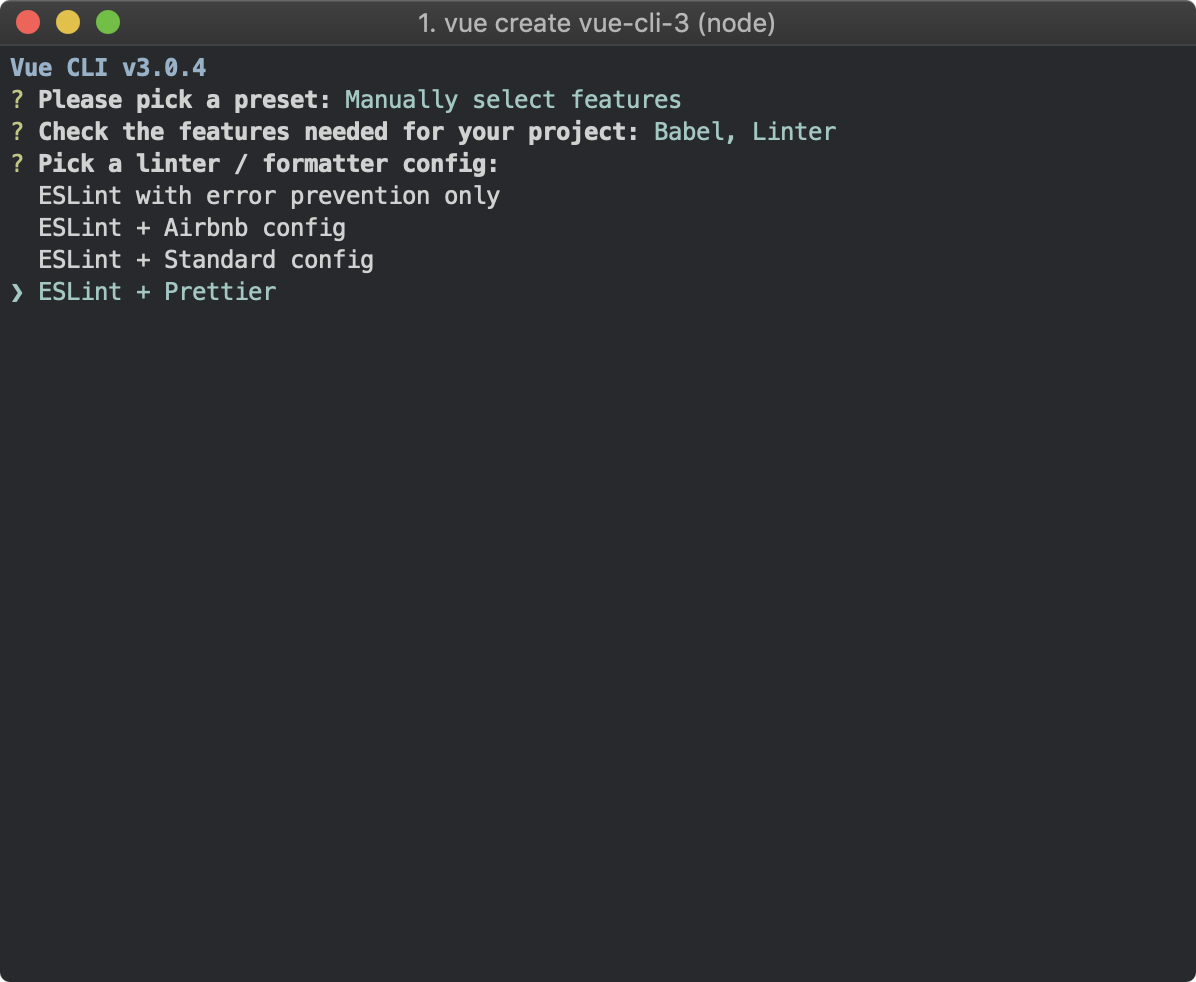 1. vue create vue-cli-3 (node)
Vue CLI v3.0.4
? Please pick a preset: Manually select features
? Check the features needed for your project: Babel, Linter
? Pick a linter / formatter config:
ESLint with error prevention only
ESLint + Airbnb config
ESLint + Standard config
❯ ESLint + Prettier